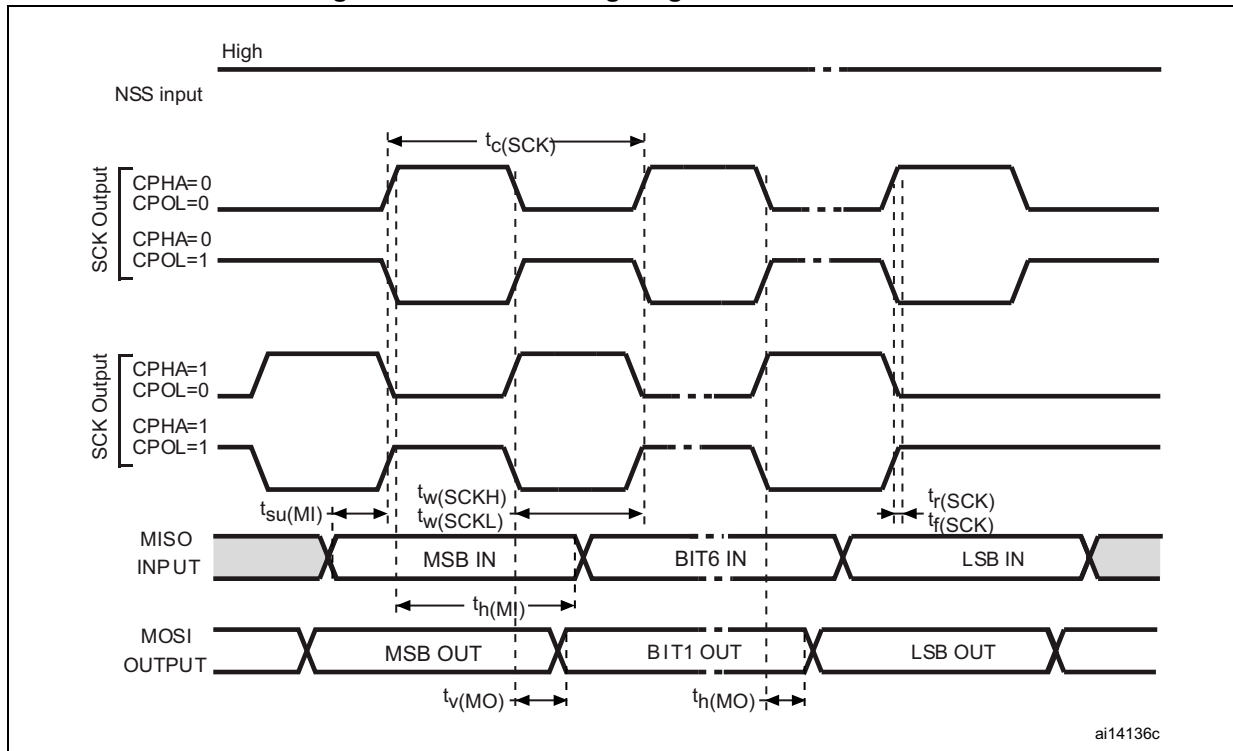 High
NSS input
tc(SCK)
SCK Output
CPHA=0
CPOL=0
CPHA=0
CPOL=1
SCK Output
CPHA=1
CPOL=0
CPHA=1
CPOL=1
tsu(MI)
tw(SCKH)
tw(SCKL)
tr(SCK)
tf(SCK)
MISO
INPUT
MSB IN
BIT6 IN
LSB IN
th(MI)
MOSI
OUTPUT
MSB OUT
BIT1 OUT
LSB OUT
tv(MO)
th(MO)
ai14136c